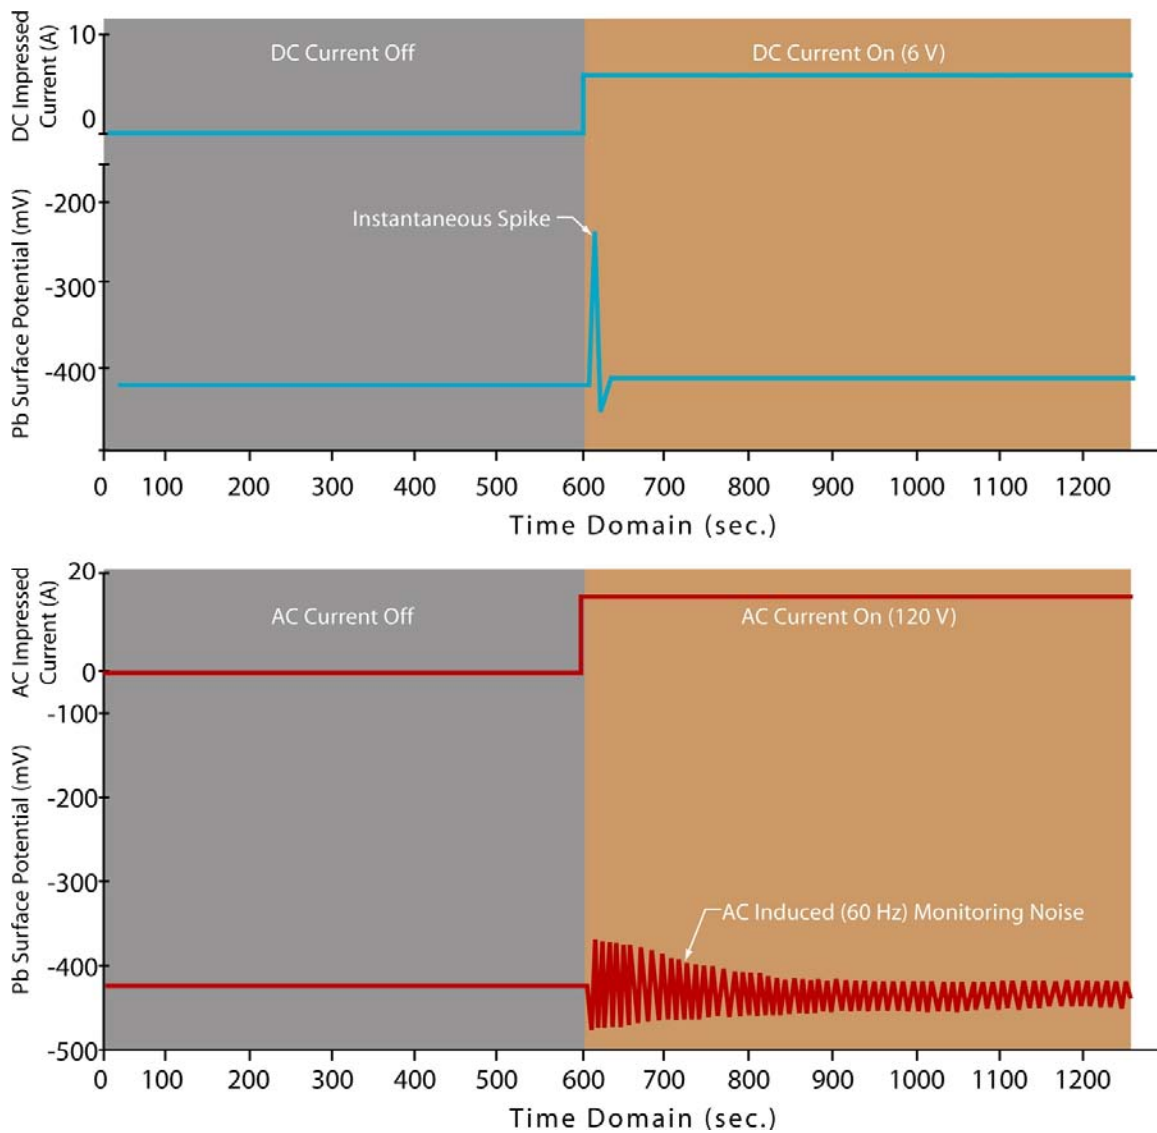 DC Impressed
Current (A)
10
0
DC Current Off
DC Current On (6 V)
Pb Surface Potential (mV)
-200
-300
-400
Instantaneous Spike
0 100 200 300 400 500 600 700 800 900 1000 1100 1200
Time Domain (sec.)
AC Impressed
Current (A)
20
0
AC Current Off
AC Current On (120 V)
Pb Surface Potential (mV)
-100
-200
-300
-400
-500
AC Induced (60 Hz) Monitoring Noise
0 100 200 300 400 500 600 700 800 900 1000 1100 1200
Time Domain (sec.)